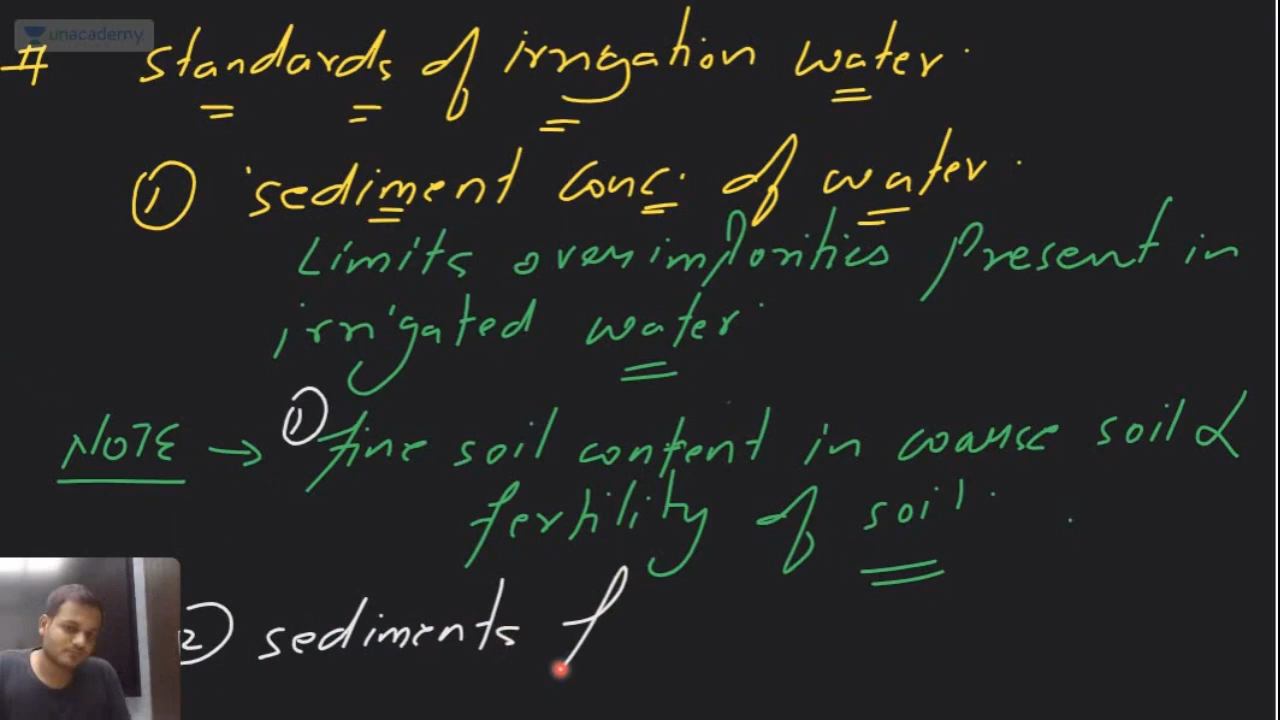 unacademy
# Standards of irrigation water.
① sediment conc. of water.
Limits over imporities present in
irrigated water.
NOTE → ① fine soil content in coarse soil ∝
fertility of soil.
② sediments f